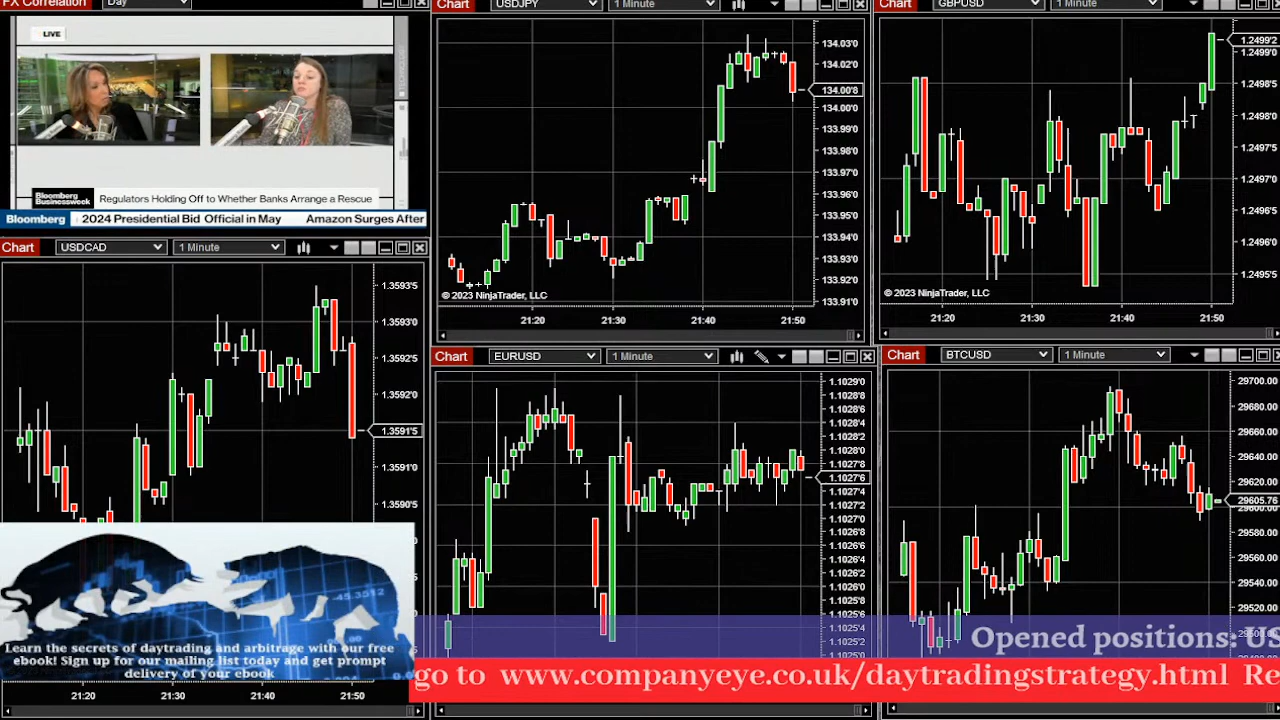 FX Correlation
Day
LIVE
Bloomberg
Businessweek
Regulators Holding Off to Whether Banks Arrange a Rescue
Bloomberg
2024 Presidential Bid Official in May
Amazon Surges After
Chart
USDJPY
1 Minute
134.03'0
134.02'0
134.00'8
134.00'0
133.99'0
133.98'0
133.97'0
133.96'0
133.95'0
133.94'0
133.93'0
133.92'0
133.91'0
© 2023 NinjaTrader, LLC
21:20
21:30
21:40
21:50
Chart
GBPUSD
1 Minute
1.2499'2
1.2499'0
1.2498'5
1.2498'0
1.2497'5
1.2497'0
1.2496'5
1.2496'0
1.2495'5
© 2023 NinjaTrader, LLC
21:20
21:30
21:40
21:50
Chart
USDCAD
1 Minute
1.3593'5
1.3593'0
1.3592'5
1.3592'0
1.3591'5
1.3591'0
1.3590'5
-45.3512
Learn the secrets of daytrading and arbitrage with our free
ebook! Sign up for our mailing list today and get prompt
delivery of your ebook
21:20
21:30
21:40
21:50
Chart
EURUSD
1 Minute
1.1029'0
1.1028'8
1.1028'6
1.1028'4
1.1028'2
1.1028'0
1.1027'8
1.1027'6
1.1027'4
1.1027'2
1.1027'0
1.1026'8
1.1026'6
1.1026'4
1.1026'2
1.1026'0
1.1025'8
1.1025'6
1.1025'4
1.1025'2
1.1025'0
Chart
BTCUSD
1 Minute
29700.00
29680.00
29660.00
29640.00
29620.00
29605.76
29600.00
29580.00
29560.00
29540.00
29520.00
Opened positions: US
go to www.companyeye.co.uk/daytradingstrategy.html Re